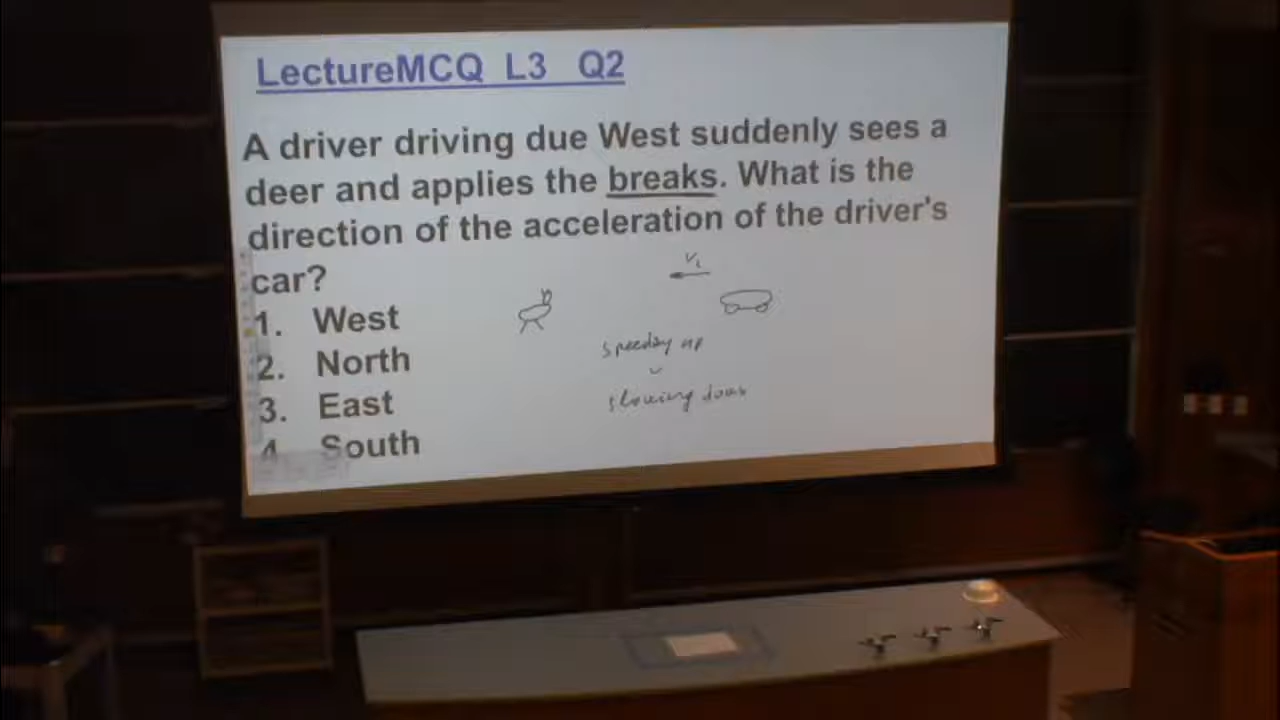 LectureMCQ L3 Q2
A driver driving due West suddenly sees a
deer and applies the breaks. What is the
direction of the acceleration of the driver's
car?
1. West
2. North
3. East
4. South
speeding up
slowing down